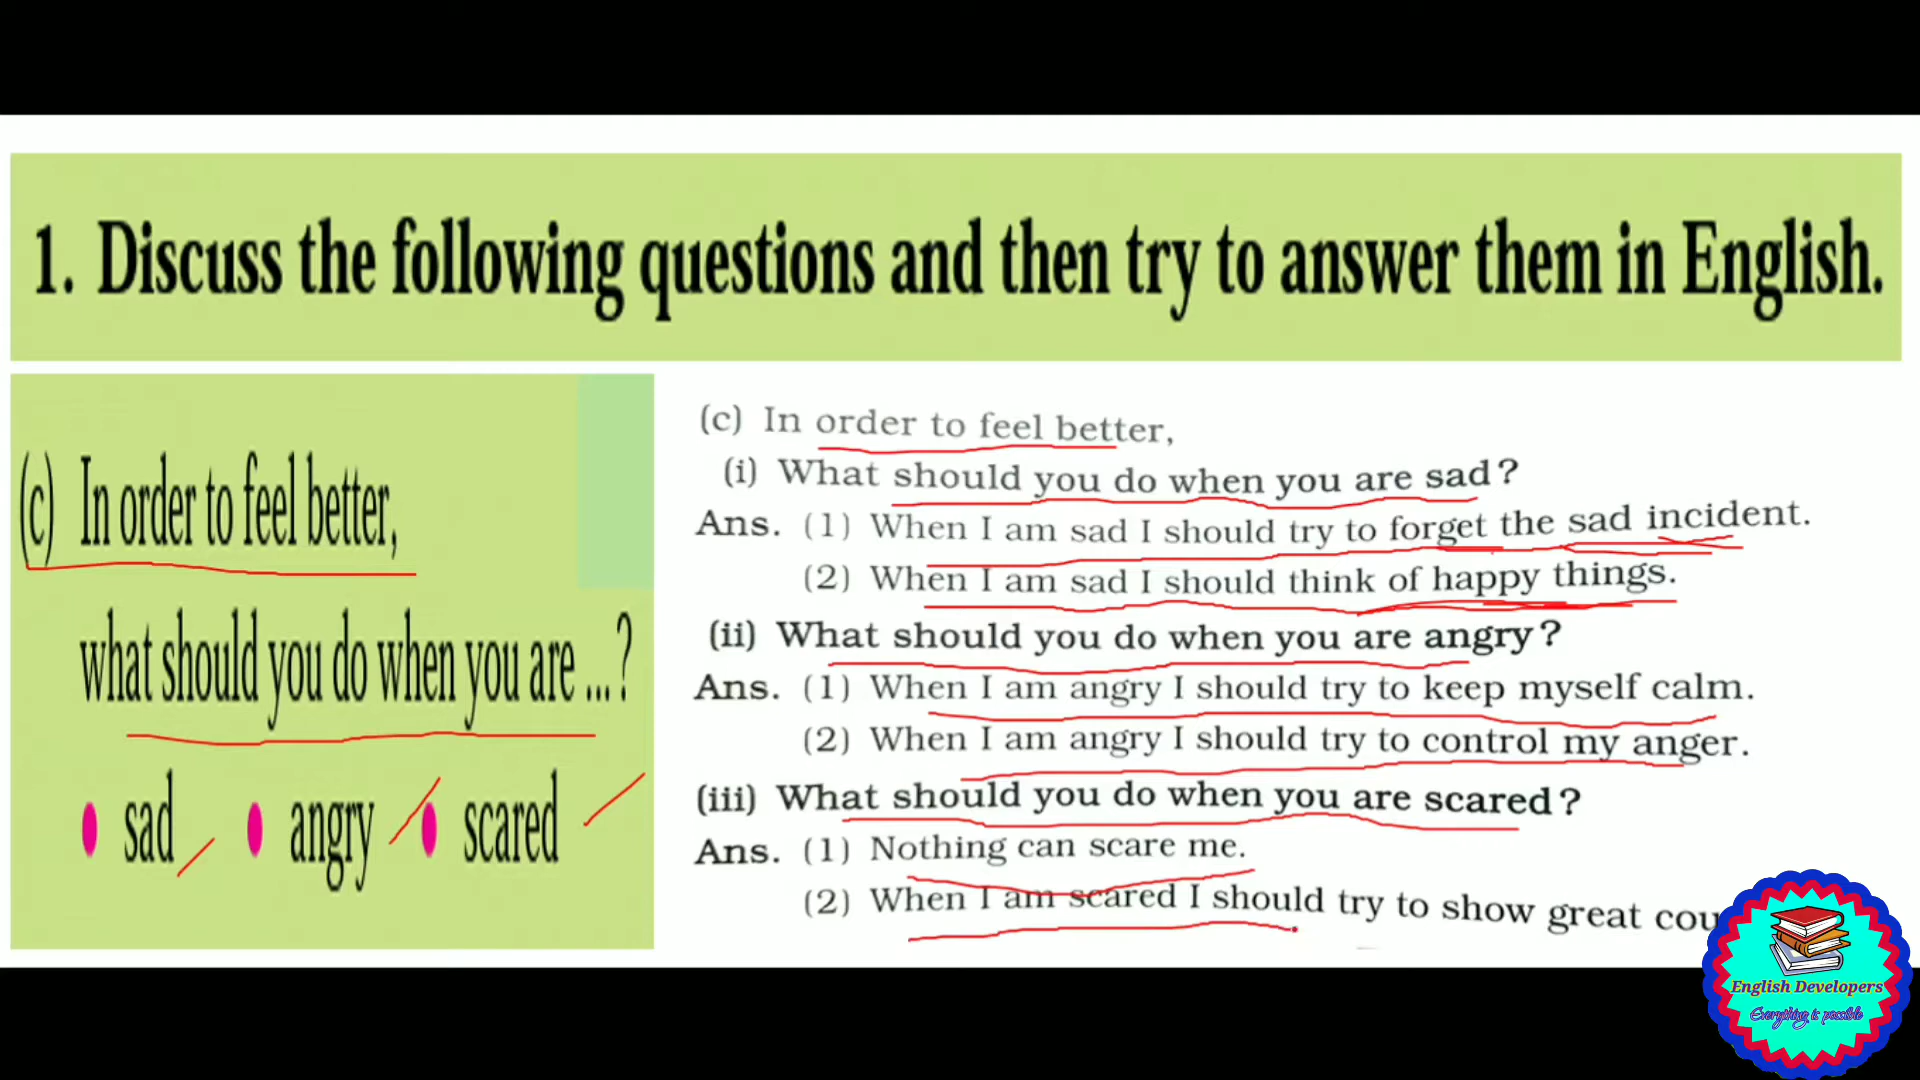 1. Discuss the following questions and then try to answer them in English.
(c) In order to feel better,
what should you do when you are ...?
• sad • angry • scared
(c) In order to feel better,
(i) What should you do when you are sad?
Ans. (1) When I am sad I should try to forget the sad incident.
(2) When I am sad I should think of happy things.
(ii) What should you do when you are angry?
Ans. (1) When I am angry I should try to keep myself calm.
(2) When I am angry I should try to control my anger.
(iii) What should you do when you are scared?
Ans. (1) Nothing can scare me.
(2) When I am scared I should try to show great cou
English Developers
Everything is possible